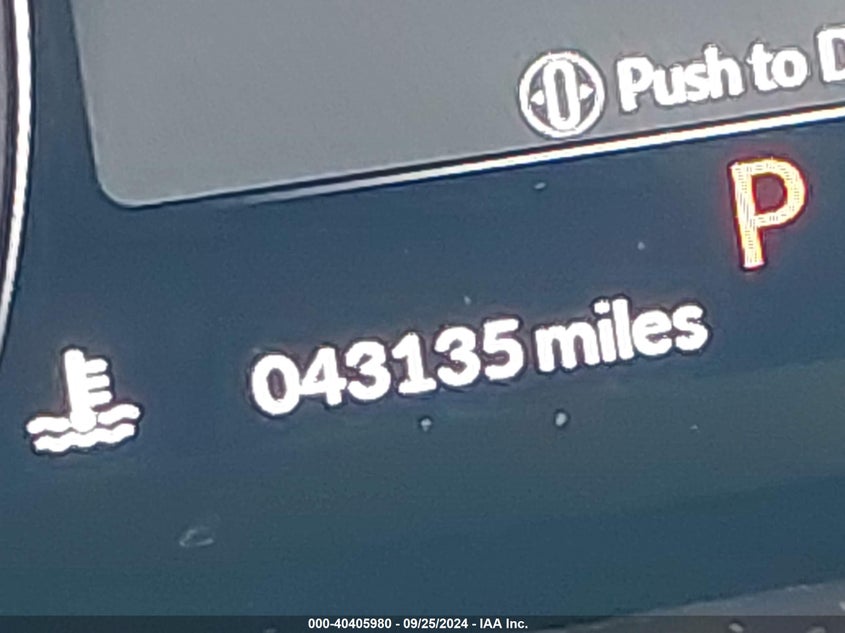 Push to D
P
043135 miles
000-40405980 - 09/25/2024 - IAA Inc.